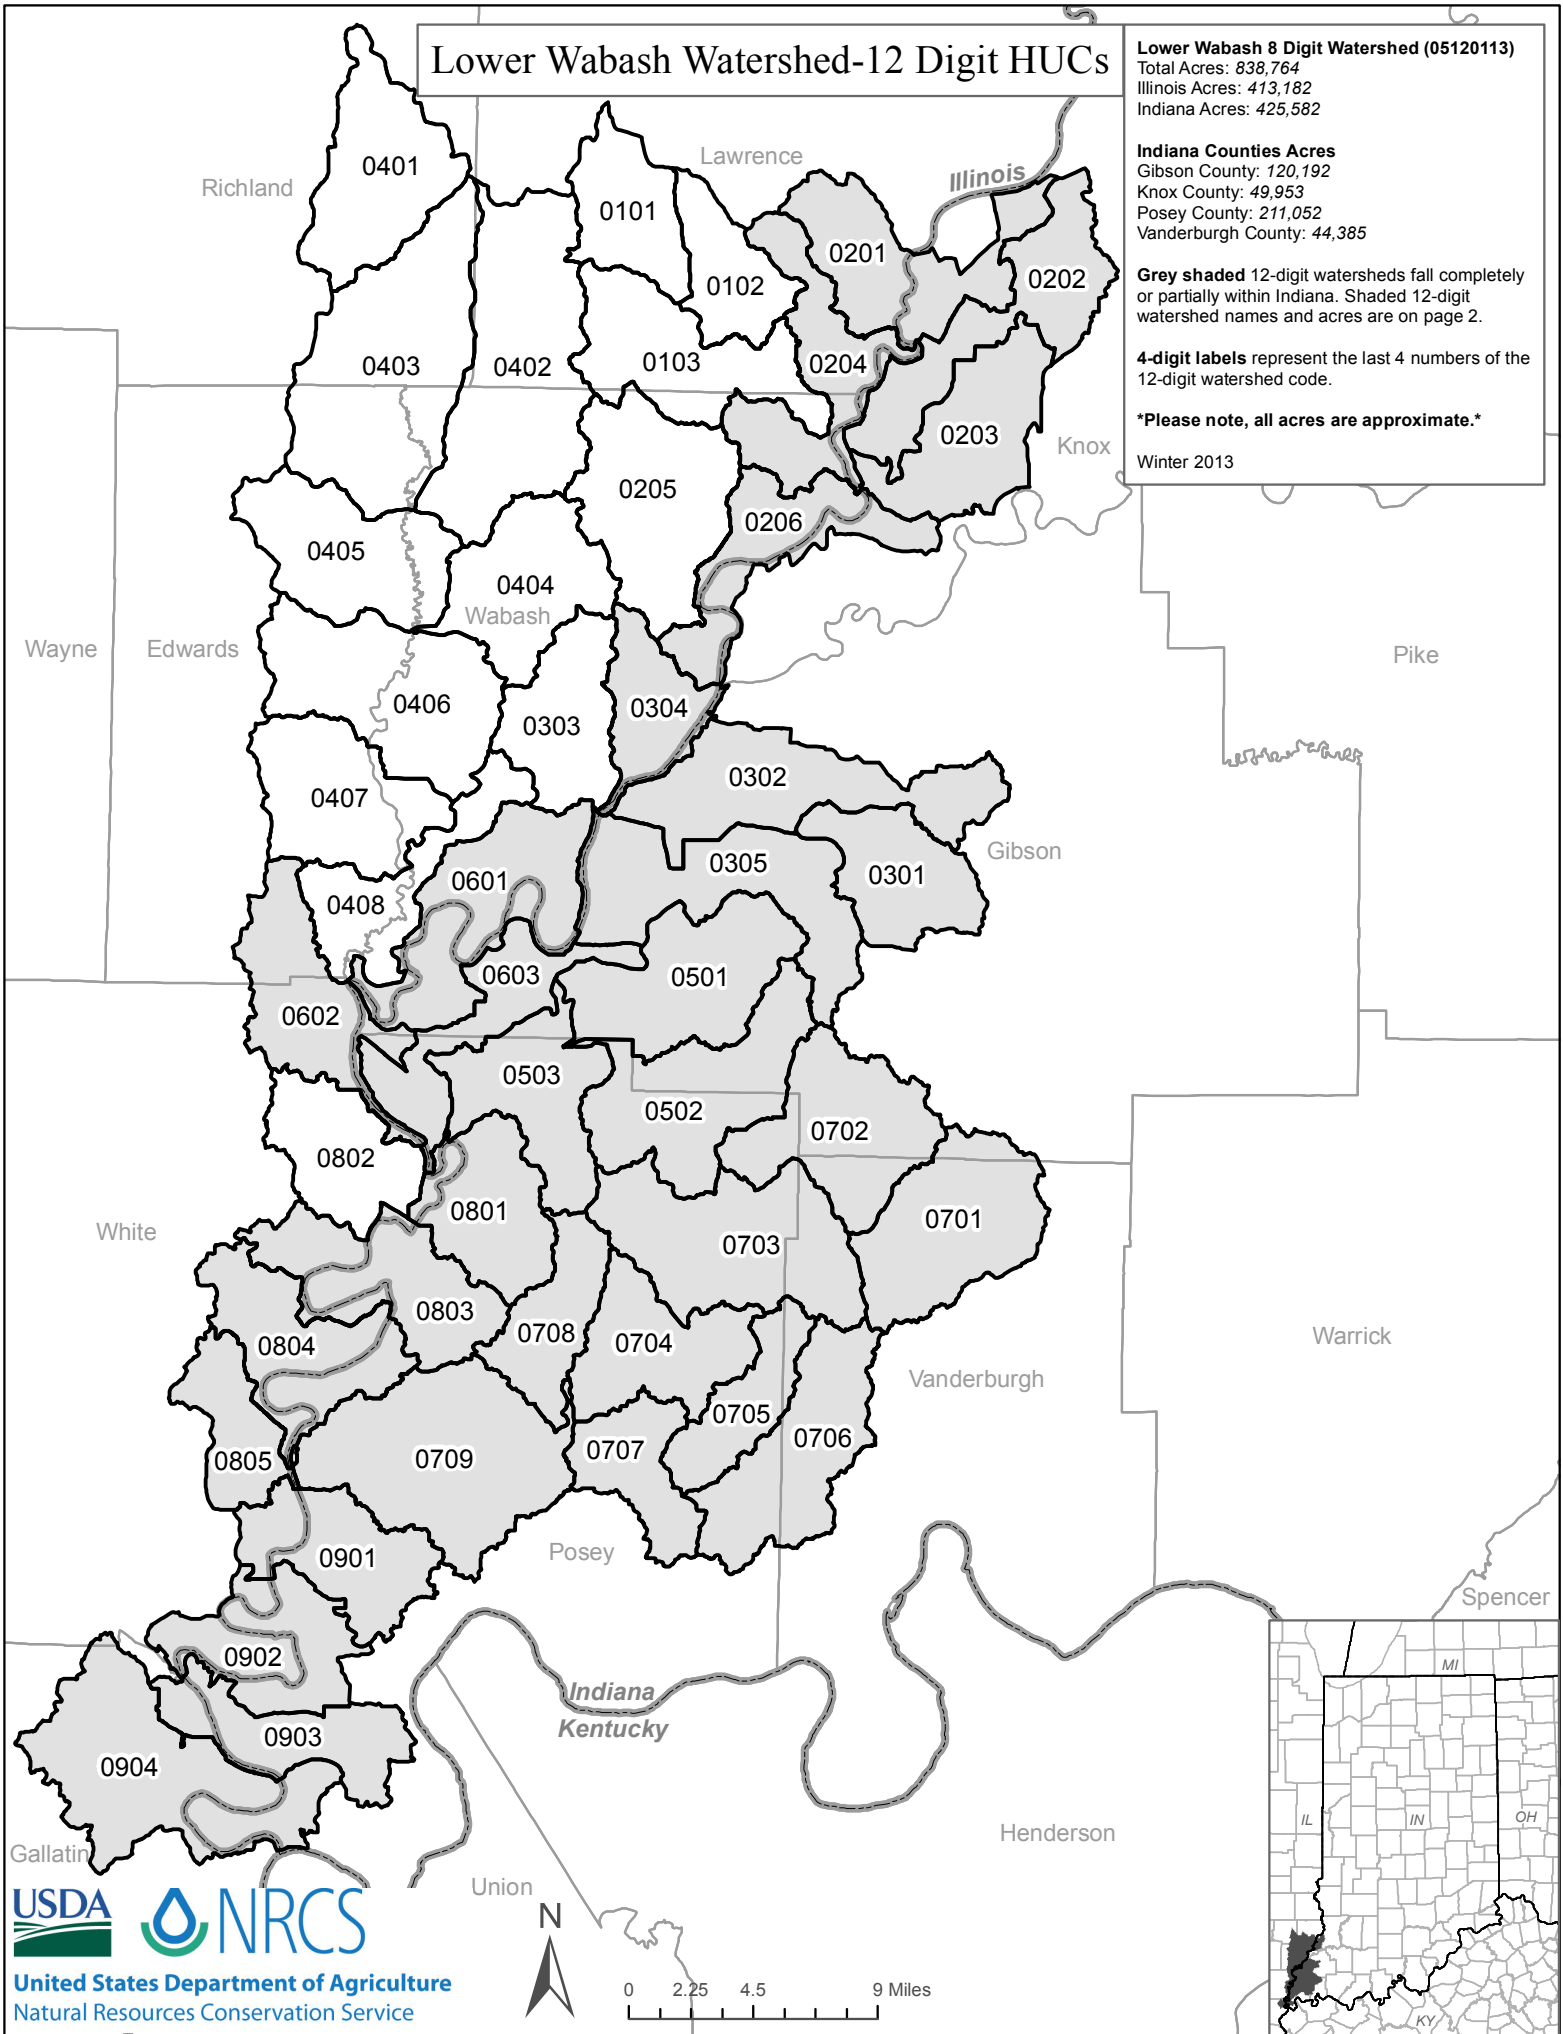 Lower Wabash Watershed-12 Digit HUCs
Lower Wabash 8 Digit Watershed (05120113)
Total Acres: 838,764
Illinois Acres: 413,182
Indiana Acres: 425,582
Indiana Counties Acres
Gibson County: 120,192
Knox County: 49,953
Posey County: 211,052
Vanderburgh County: 44,385
Grey shaded 12-digit watersheds fall completely
or partially within Indiana. Shaded 12-digit
watershed names and acres are on page 2.
4-digit labels represent the last 4 numbers of the
12-digit watershed code.
*Please note, all acres are approximate.*
Winter 2013
Lawrence
0401
Illinois
Richland
0101
0201
0202
0102
0403
0402
0103
0204
0203
Knox
0205
0206
0405
0404
Wabash
Wayne
Edwards
Pike
0406
0304
0303
0302
0407
Gibson
0305
0301
0601
0408
0603
0501
0602
0503
0502
0702
0802
0801
0701
White
0703
0803
0708
0704
0804
Warrick
Vanderburgh
0705
0706
0707
0709
0805
Posey
0901
Spencer
0902
Indiana
Kentucky
0903
0904
Henderson
Gallatin
Union
MI
IL
IN
OH
KY
USDA
NRCS
N
United States Department of Agriculture
Natural Resources Conservation Service
0 2.25 4.5 9 Miles